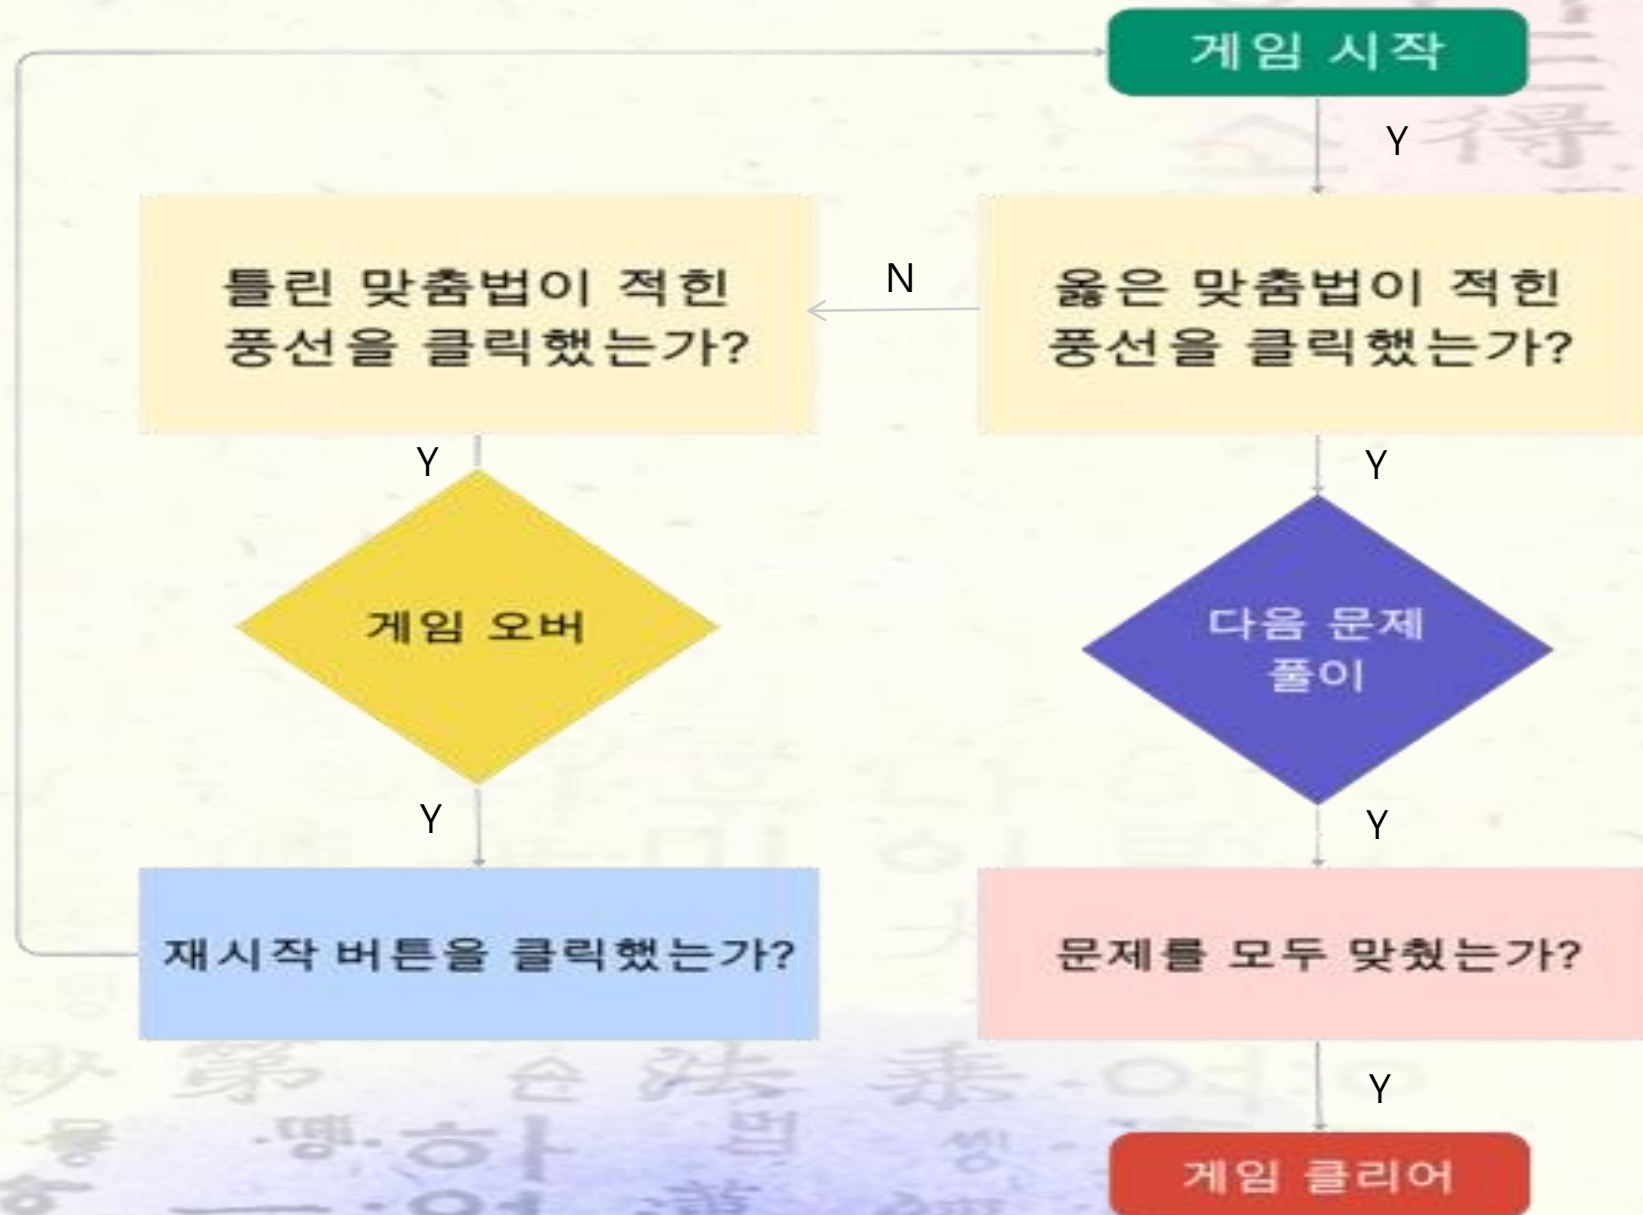 게임 시작
Y
틀린 맞춤법이 적힌
풍선을 클릭했는가?
N
옳은 맞춤법이 적힌
풍선을 클릭했는가?
Y
Y
게임 오버
다음 문제
풀이
Y
Y
재시작 버튼을 클릭했는가?
문제를 모두 맞췄는가?
Y
게임 클리어